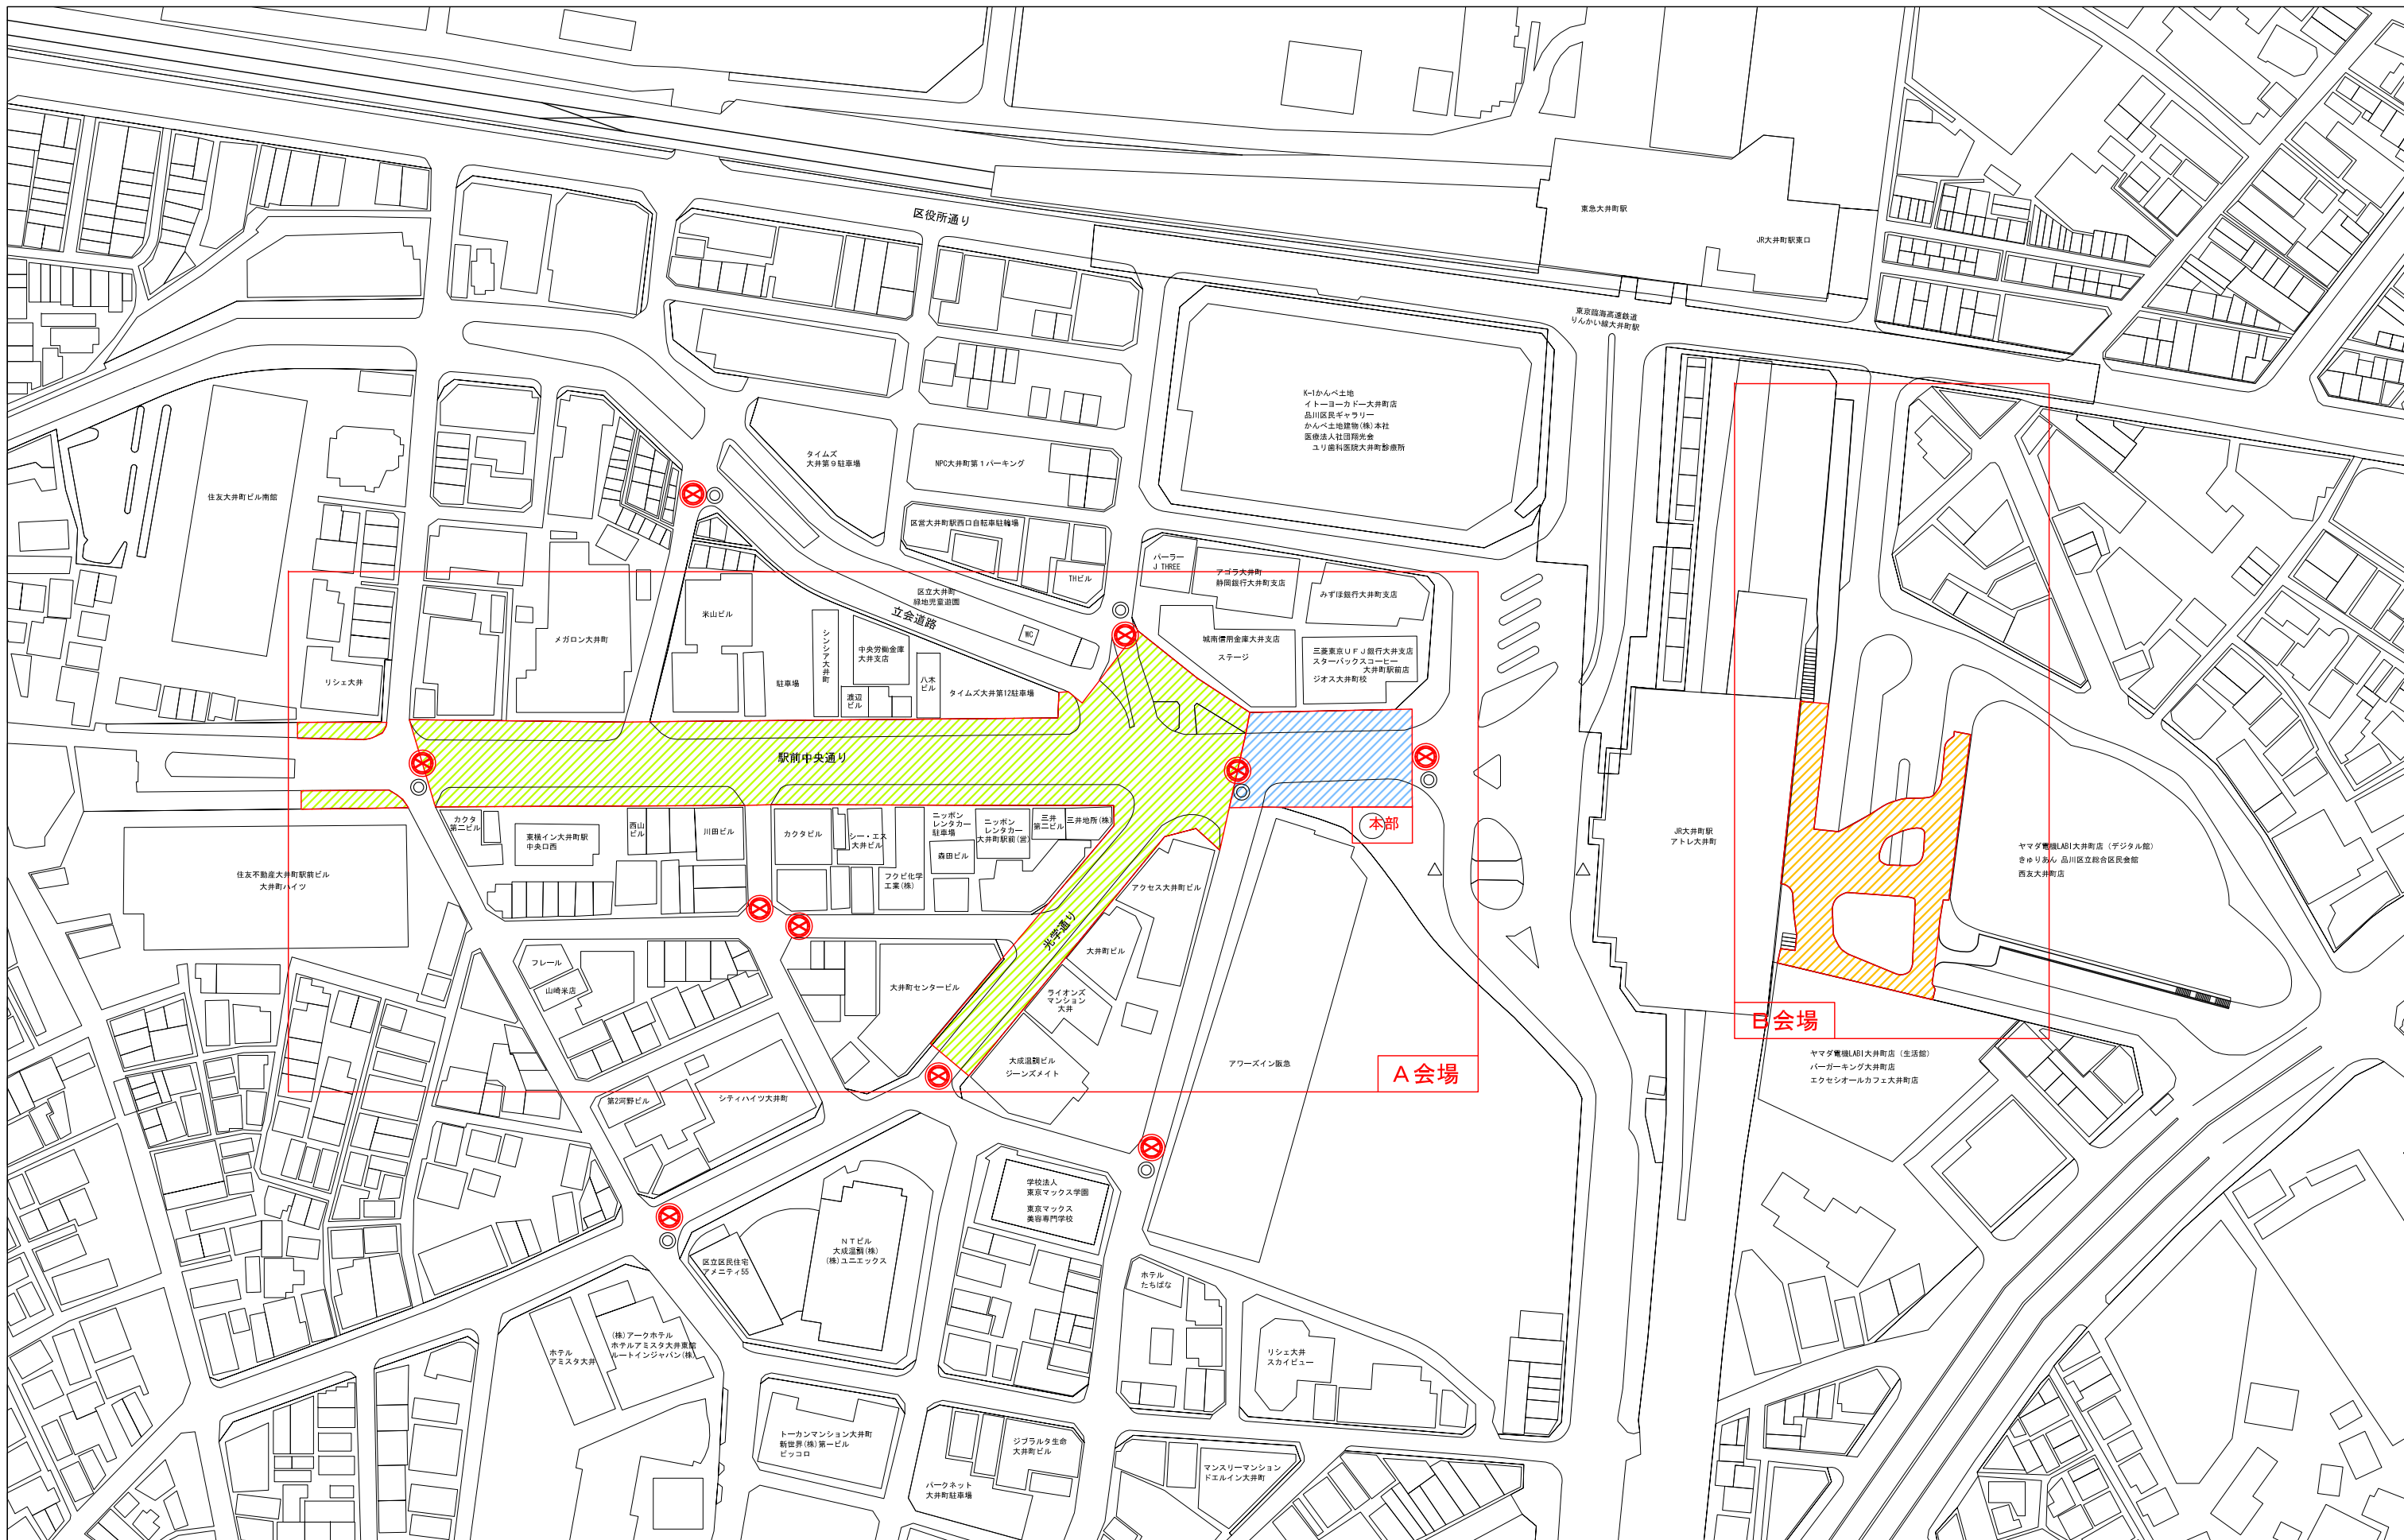 区役所通り
東急大井町駅
JR大井町駅東口
東京臨海高速鉄道
りんかい線大井町駅
K-1かんべ土地
イトーヨーカドー大井町店
品川区民ギャラリー
かんべ土地建物(株)本社
医療法人社団翔光会
ユリ歯科医院大井町診療所
タイムズ
大井第9駐車場
NPC大井町第1パーキング
住友大井町ビル南館
区営大井町駅西口自転車駐輪場
THビル
パーラー
J THREE
アゴラ大井町
静岡銀行大井町支店
みずほ銀行大井町支店
区立大井町
緑地児童遊園
立会道路
WC
米山ビル
メガロン大井町
シンシア大井町
中央労働金庫
大井支店
城南信用金庫大井支店
ステージ
三菱東京UFJ銀行大井支店
スターバックスコーヒー
大井町駅前店
ジオス大井町校
リシェ大井
駐車場
渡辺
ビル
八木
ビル
タイムズ大井第12駐車場
駅前中央通り
カクタ
第二ビル
東横イン大井町駅
中央口西
西山
ビル
川田ビル
カクタビル
シー・エス
大井ビル
ニッポン
レンタカー
駐車場
ニッポン
レンタカー
大井町駅前(営)
三井
第二ビル
三井地所(株)
森田ビル
フクビ化学
工業(株)
本部
JR大井町駅
アトレ大井町
ヤマダ電機LABI大井町店（デジタル館）
きゅりあん 品川区立総合区民会館
西友大井町店
住友不動産大井町駅前ビル
大井町ハイツ
アクセス大井町ビル
光学通り
大井町ビル
フレール
山崎米店
大井町センタービル
ライオンズ
マンション
大井
B会場
大成温調ビル
ジーンズメイト
アワーズイン阪急
A会場
ヤマダ電機LABI大井町店（生活館）
バーガーキング大井町店
エクセシオールカフェ大井町店
第2河野ビル
シティハイツ大井町
学校法人
東京マックス学園
東京マックス
美容専門学校
NTビル
大成温調(株)
(株)ユニエックス
区立区民住宅
アメニティ55
ホテル
たちばな
(株)アークホテル
ホテルアミスタ大井東館
ルートインジャパン(株)
ホテル
アミスタ大井
リシェ大井
スカイビュー
トーカンマンション大井町
新世界(株)第一ビル
ピッコロ
ジブラルタ生命
大井町ビル
パークネット
大井町駐車場
マンスリーマンション
ドエルイン大井町